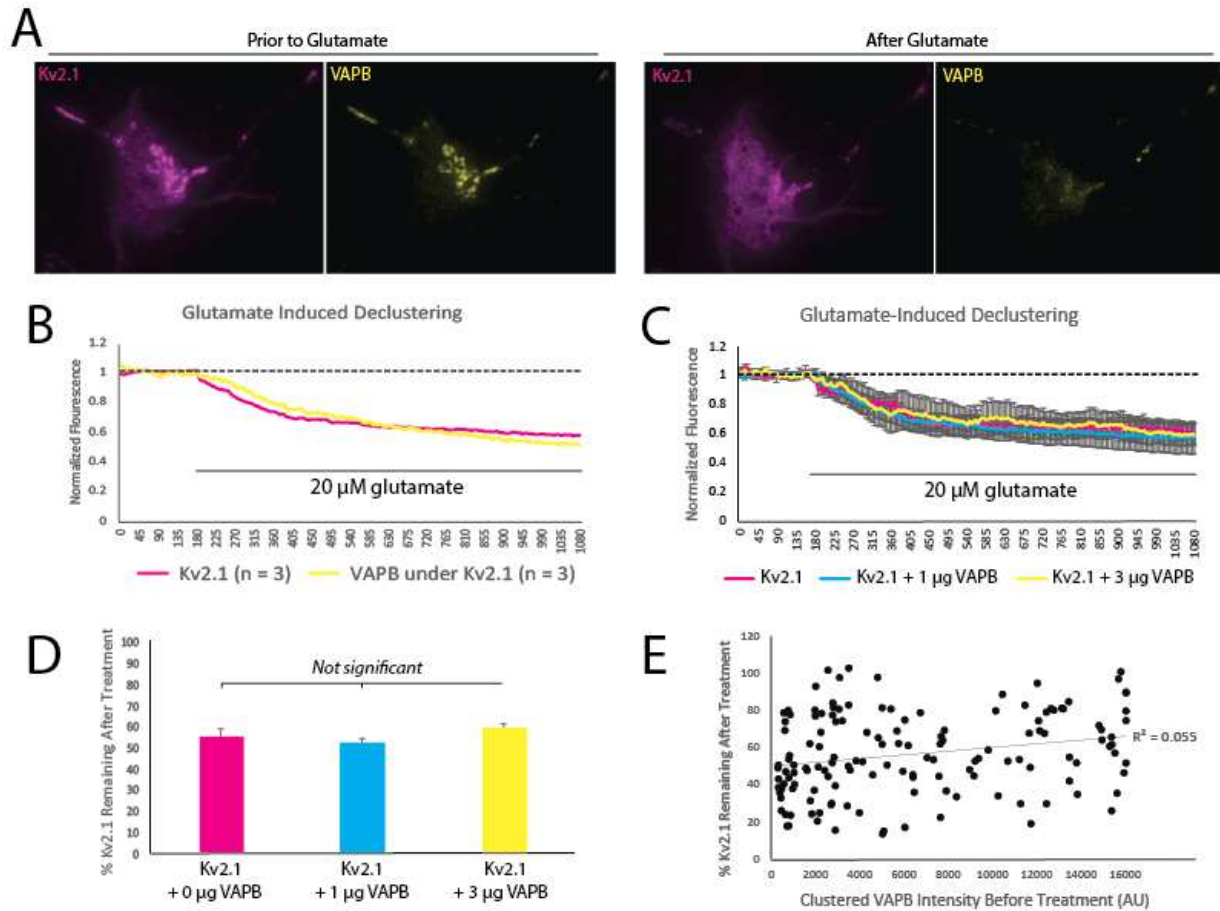 A
Prior to Glutamate
After Glutamate
Kv2.1
VAPB
Kv2.1
VAPB
B
Glutamate Induced Declustering
Normalized Flourescence
1.2
1
0.8
0.6
0.4
0.2
0
20 µM glutamate
0 45 90 135 180 225 270 315 360 405 450 495 540 585 630 675 720 765 810 855 900 945 990 1035 1080
Kv2.1 (n = 3) VAPB under Kv2.1 (n = 3)
C
Glutamate-Induced Declustering
Normalized Fluorescence
1.2
1
0.8
0.6
0.4
0.2
0
20 µM glutamate
0 45 90 135 180 225 270 315 360 405 450 495 540 585 630 675 720 765 810 855 900 945 990 1035 1080
Kv2.1 Kv2.1 + 1 µg VAPB Kv2.1 + 3 µg VAPB
D
% Kv2.1 Remaining After Treatment
100
90
80
70
60
50
40
30
20
10
0
Not significant
Kv2.1 + 0 µg VAPB
Kv2.1 + 1 µg VAPB
Kv2.1 + 3 µg VAPB
E
% Kv2.1 Remaining After Treatment
120
100
80
60
40
20
0
R² = 0.055
0 2000 4000 6000 8000 10000 12000 14000 16000
Clustered VAPB Intensity Before Treatment (AU)